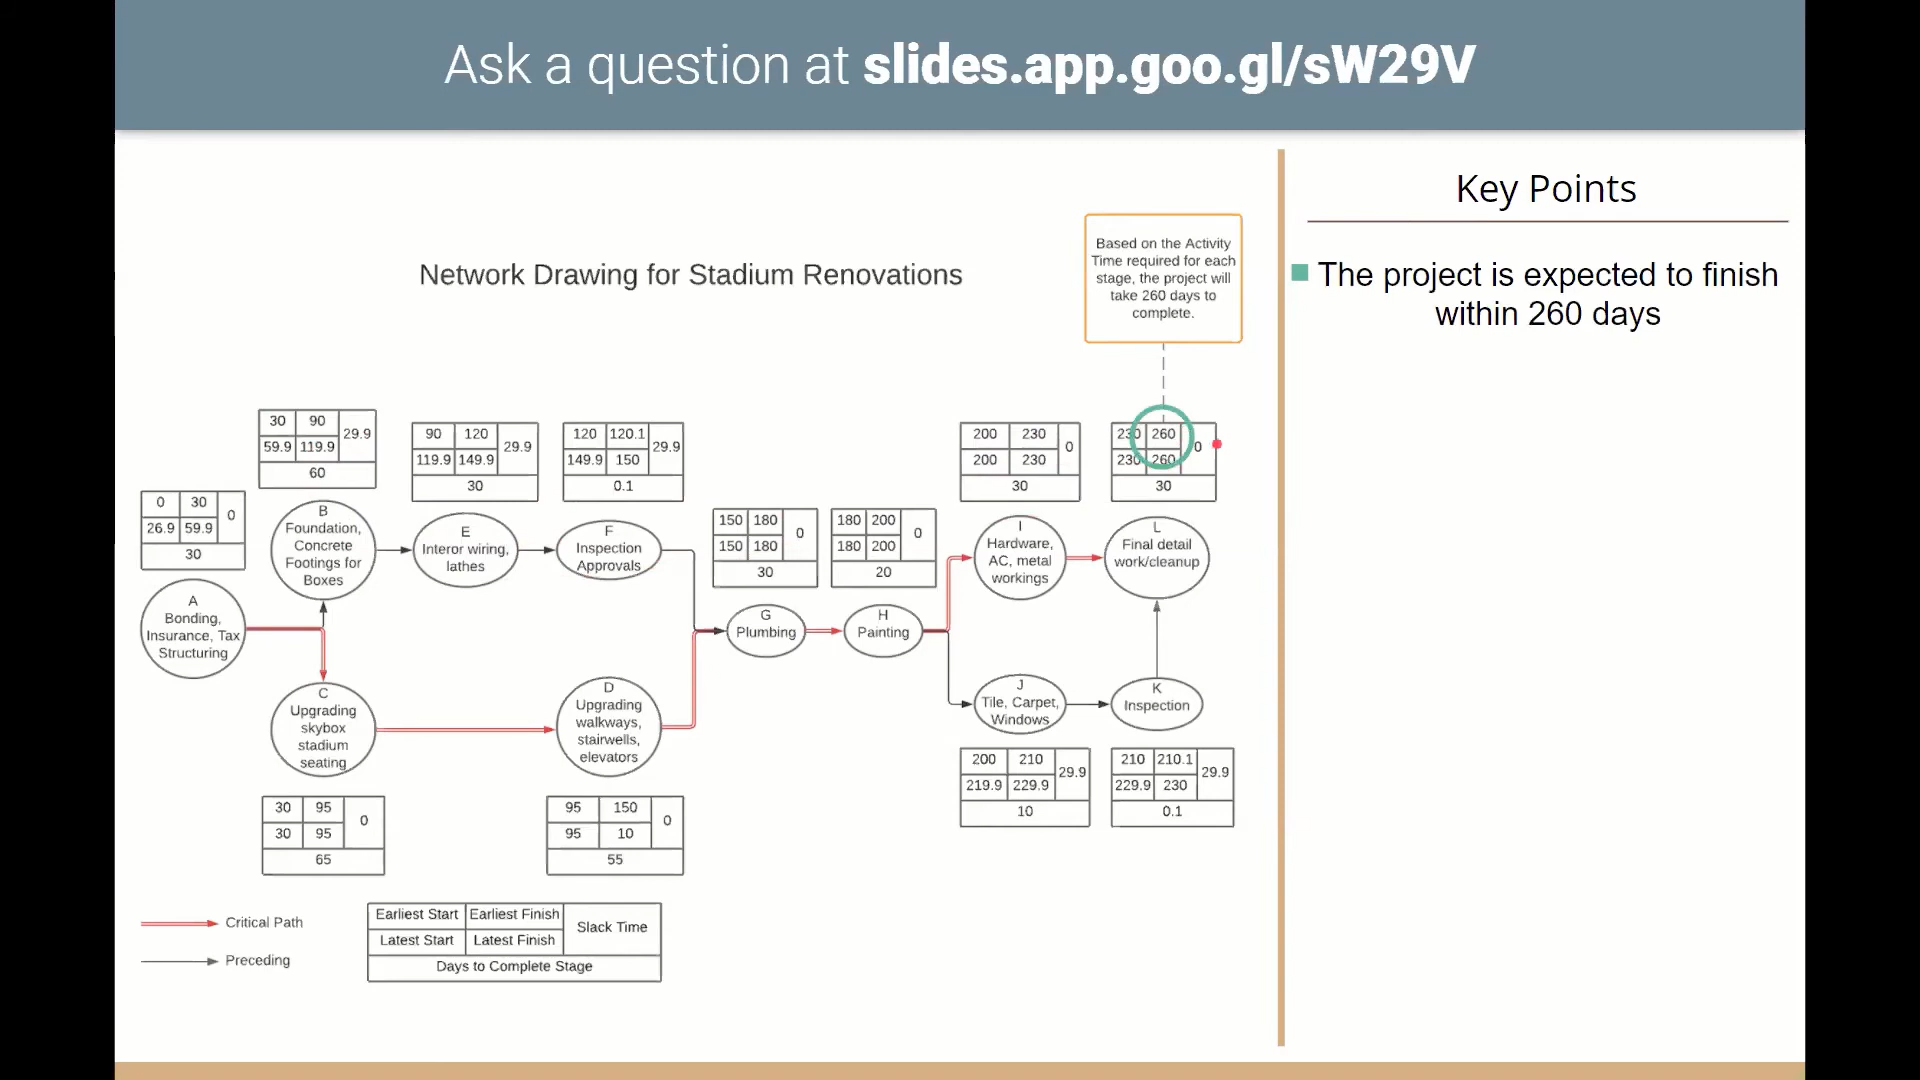 Ask a question at slides.app.goo.gl/sW29V
Key Points
The project is expected to finish
within 260 days
Network Drawing for Stadium Renovations
Based on the Activity
Time required for each
stage, the project will
take 260 days to
complete.
30 90 29.9
59.9 119.9
60
90 120 29.9
119.9 149.9
30
120 120.1 29.9
149.9 150
0.1
200 230 0
200 230
30
230 260 0
230 260
30
0 30 0
26.9 59.9
30
150 180 0
150 180
30
180 200 0
180 200
20
B
Foundation,
Concrete
Footings for
Boxes
E
Interor wiring,
lathes
F
Inspection
Approvals
I
Hardware,
AC, metal
workings
L
Final detail
work/cleanup
A
Bonding,
Insurance, Tax
Structuring
G
Plumbing
H
Painting
C
Upgrading
skybox
stadium
seating
D
Upgrading
walkways,
stairwells,
elevators
J
Tile, Carpet,
Windows
K
Inspection
30 95 0
30 95
65
95 150 0
95 10
55
200 210 29.9
219.9 229.9
10
210 210.1 29.9
229.9 230
0.1
Critical Path
Preceding
Earliest Start Earliest Finish Slack Time
Latest Start Latest Finish
Days to Complete Stage